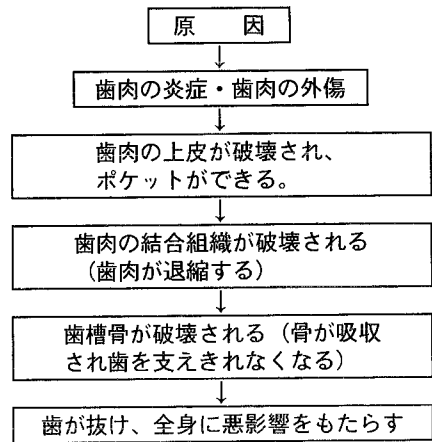 原　　因
歯肉の炎症・歯肉の外傷
歯肉の上皮が破壊され、
ポケットができる。
歯肉の結合組織が破壊される
(歯肉が退縮する)
歯槽骨が破壊される（骨が吸収
され歯を支えきれなくなる）
歯が抜け、全身に悪影響をもたらす